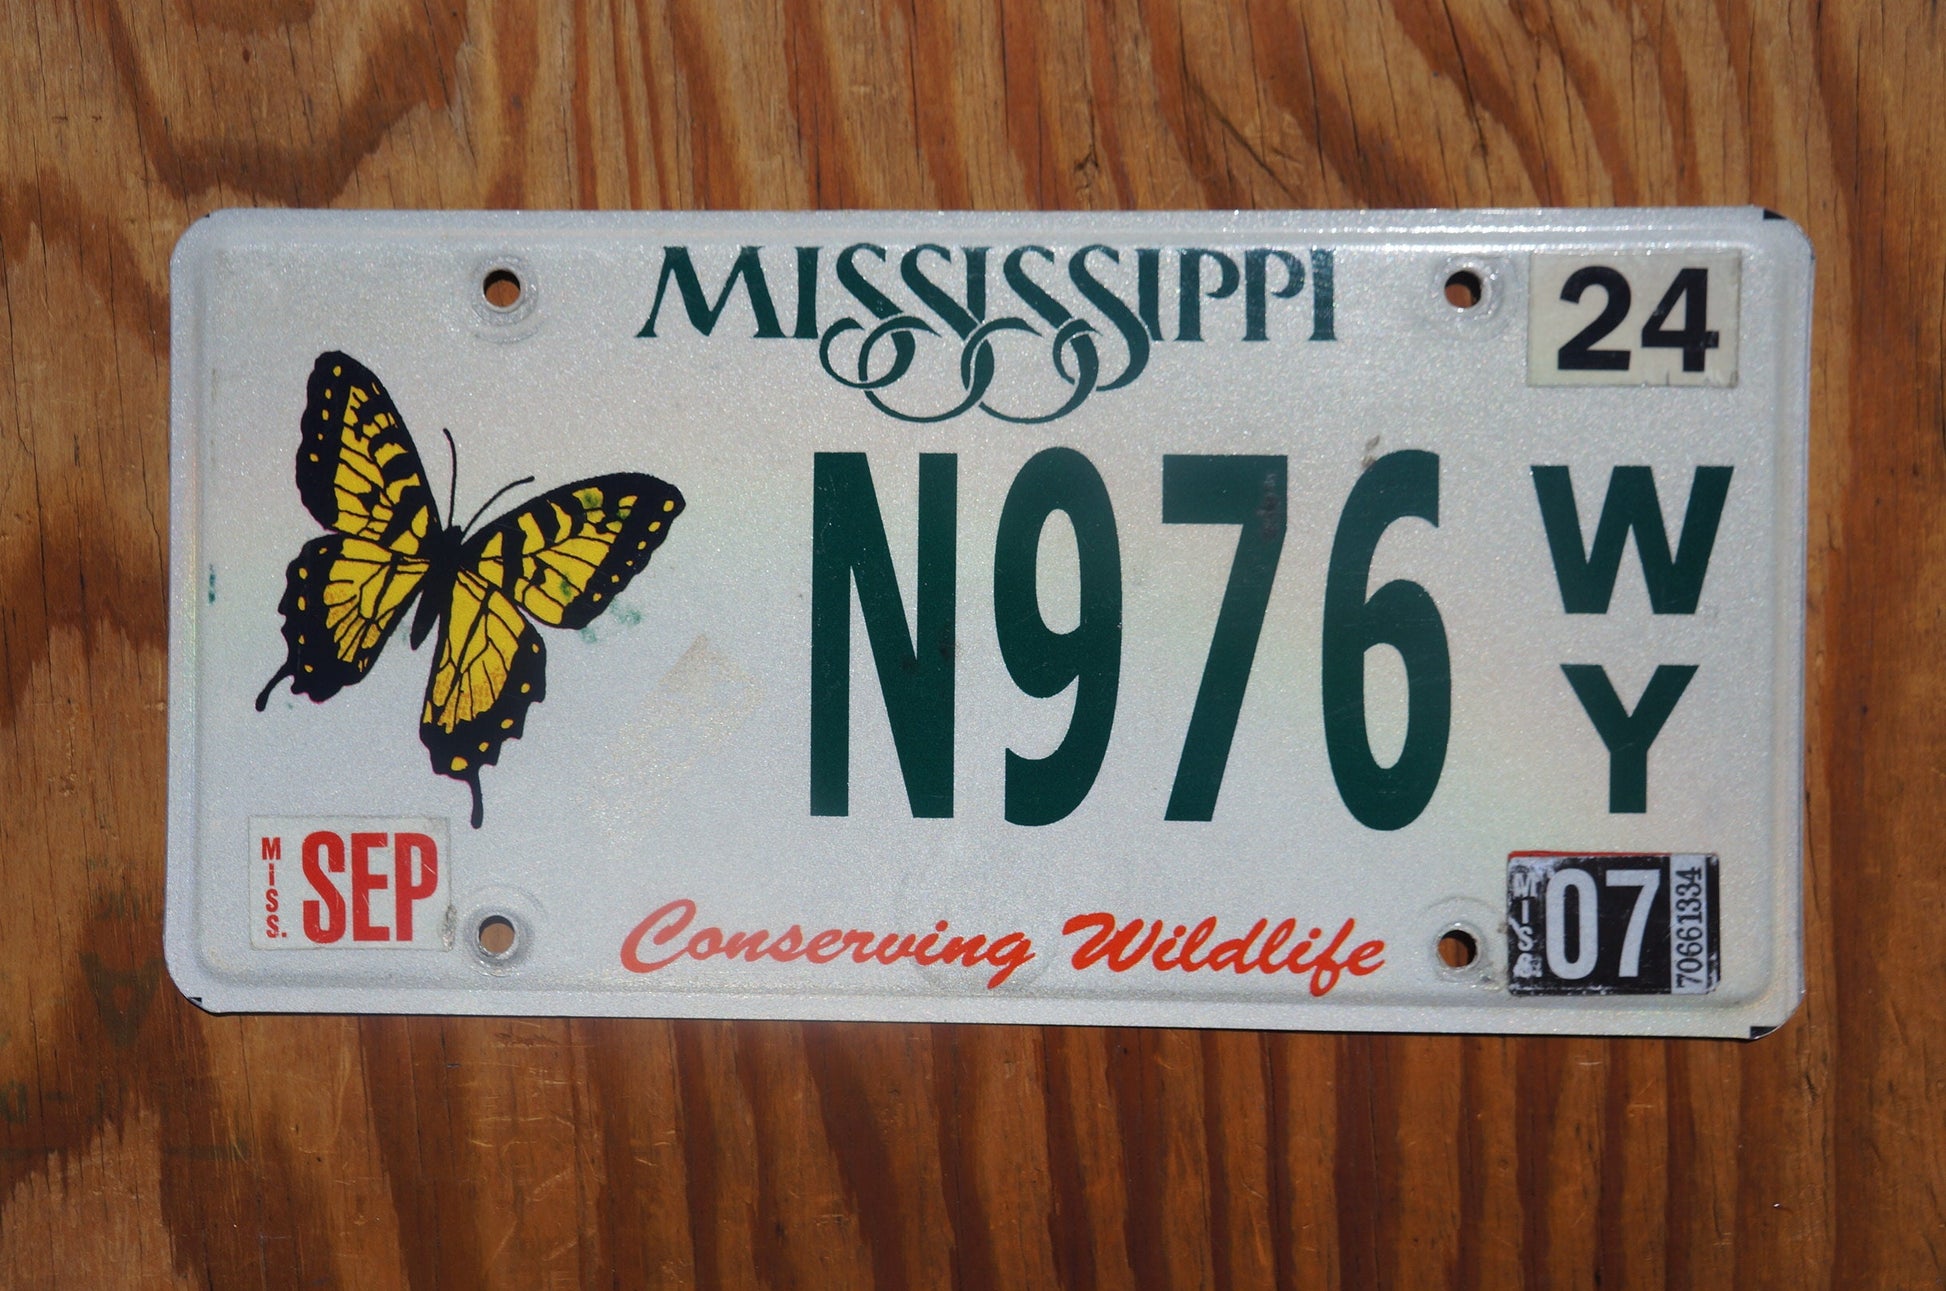 MISSISSIPPI
24
N976
W
Y
MISS.
SEP
Conserving Wildlife
MISS
07
70661334